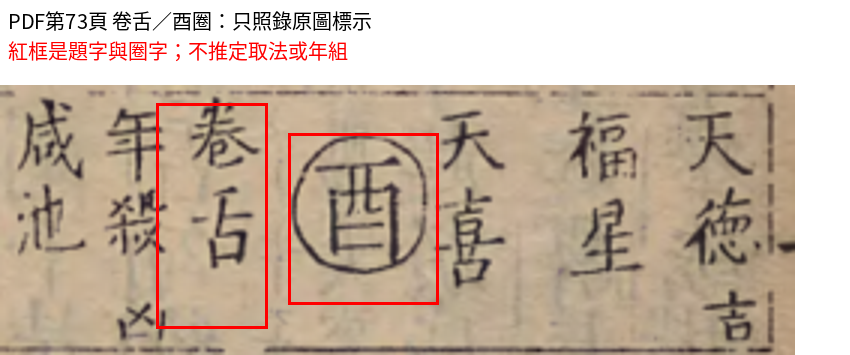 PDF第73頁 卷舌／酉圈：只照錄原圖標示
紅框是題字與圈字；不推定取法或年組
天德吉
福星
天喜
酉
卷舌
年殺凶
咸池